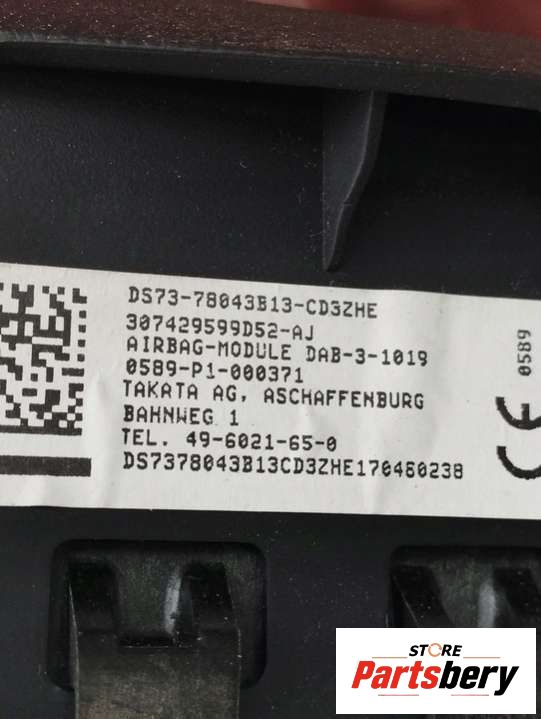 DS73-78043B13-CD3ZHE
307429599D52-AJ
AIRBAG-MODULE DAB-3-1019
0589-P1-000371
TAKATA AG, ASCHAFFENBURG
BAHNWEG 1
TEL. 49-6021-65-0
DS7378043B13CD3ZHE170460238
CE 0589
STORE
Partsbery